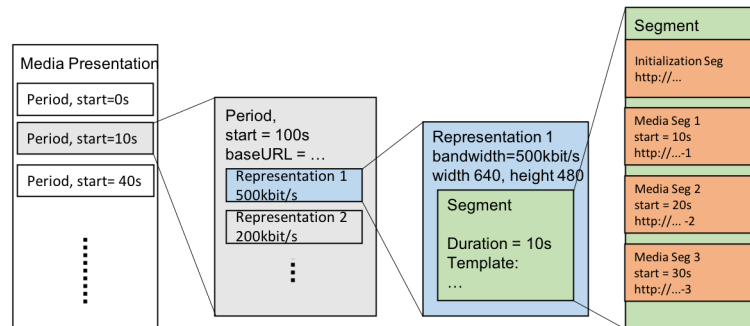 Media Presentation
Period, start=0s
Period, start=10s
Period, start= 40s
Period,
start = 100s
baseURL = …
Representation 1
500kbit/s
Representation 2
200kbit/s
Representation 1
bandwidth=500kbit/s
width 640, height 480
Segment
Duration = 10s
Template:
…
Segment
Initialization Seg
http://…
Media Seg 1
start = 10s
http://…-1
Media Seg 2
start = 20s
http://… -2
Media Seg 3
start = 30s
http://…-3